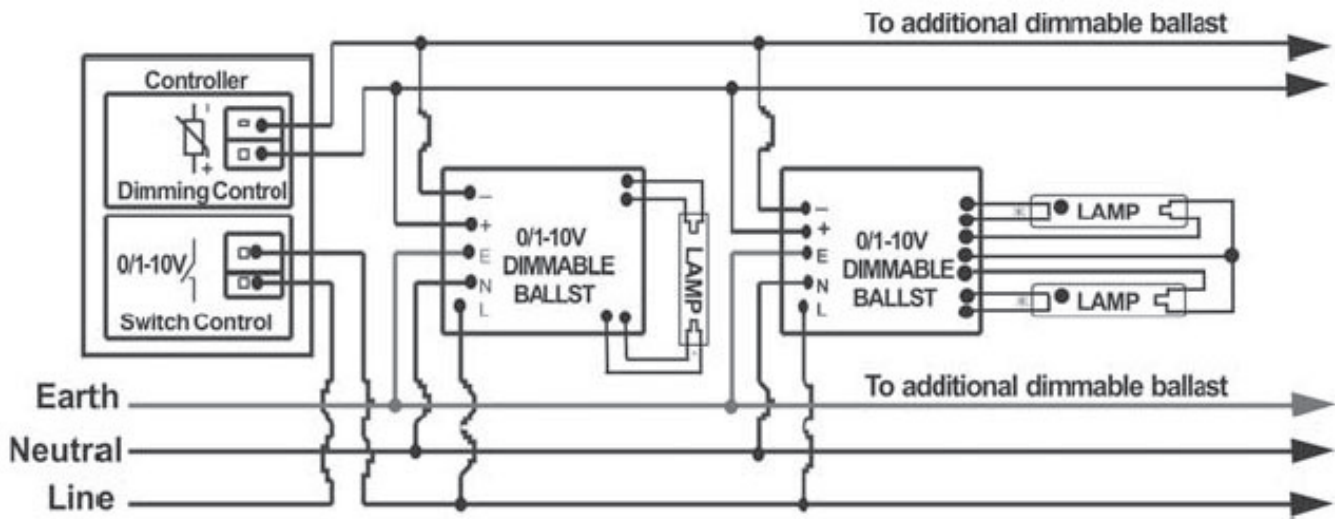 To additional dimmable ballast
Controller
Dimming Control
0/1-10V
Switch Control
−
+
E
N
L
0/1-10V
DIMMABLE
BALLST
LAMP
−
+
E
N
L
0/1-10V
DIMMABLE
BALLST
LAMP
LAMP
To additional dimmable ballast
Earth
Neutral
Line